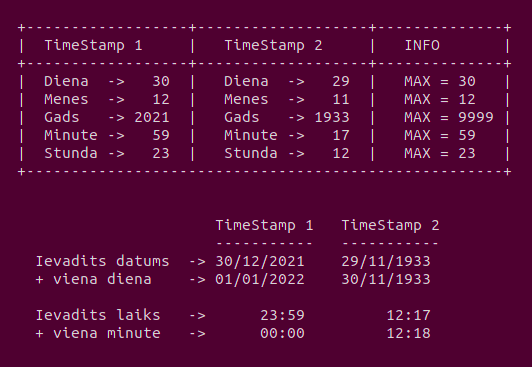 +------------------+-------------------+--------------+
|  TimeStamp 1     |   TimeStamp 2     |   INFO       |
+------------------+-------------------+--------------+
|  Diena  ->   30  |   Diena  ->   29  |   MAX = 30   |
|  Menes  ->   12  |   Menes  ->   11  |   MAX = 12   |
|  Gads   -> 2021  |   Gads   -> 1933  |   MAX = 9999 |
|  Minute ->   59  |   Minute ->   17  |   MAX = 59   |
|  Stunda ->   23  |   Stunda ->   12  |   MAX = 23   |
+-----------------------------------------------------+
TimeStamp 1   TimeStamp 2
-----------   -----------
Ievadits datums  -> 30/12/2021    29/11/1933
+ viena diena    -> 01/01/2022    30/11/1933
Ievadits laiks   ->      23:59         12:17
+ viena minute   ->      00:00         12:18